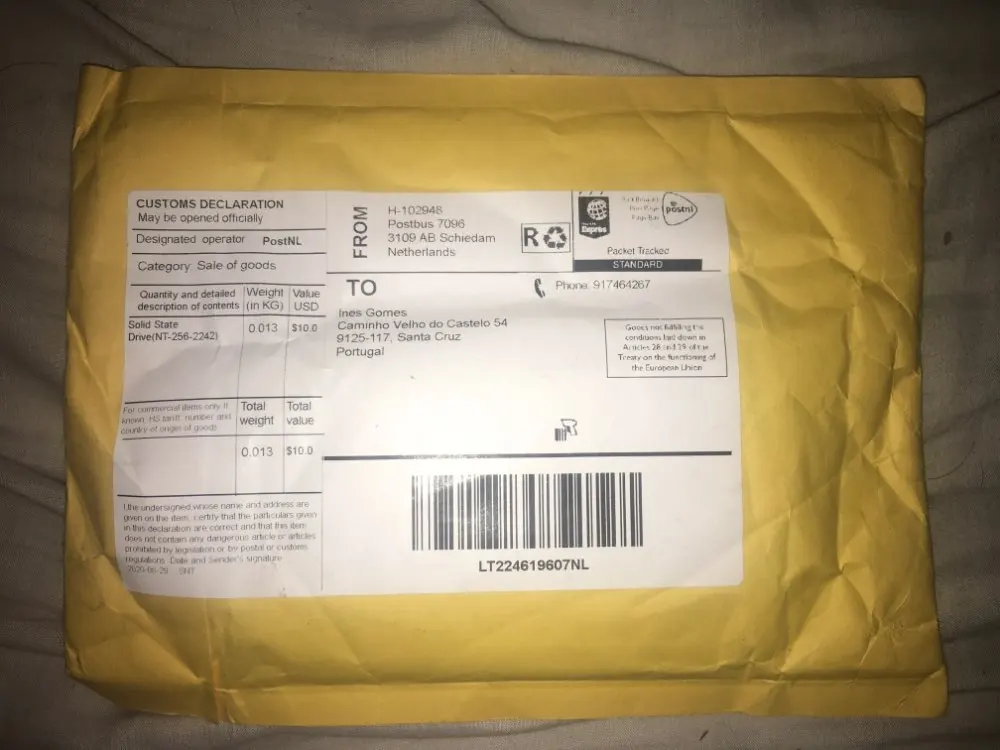 CUSTOMS DECLARATION
May be opened officially
Designated operator PostNL
Category: Sale of goods
Quantity and detailed description of contents
Weight (in KG)
Value USD
Solid State
Drive(NT-256-2242)
0.013
$10.0
For commercial items only. If
known, HS tariff number and
country of origin of goods
Total weight
Total value
0.013
$10.0
I,the undersigned,whose name and address are
given on the item, certify that the particulars given
in this declaration are correct and that this item
does not contain any dangerous article or articles
prohibited by legislation or by postal or customs
regulations. Date and Sender's signature
2020-06-29
FROM
H-102948
Postbus 7096
3109 AB Schiedam
Netherlands
R
Expres
Port Payé
Pays-Bas
postnl
Packet Tracked
STANDARD
TO
Phone: 917464267
Ines Gomes
Caminho Velho do Castelo 54
9125-117, Santa Cruz
Portugal
Goods not fulfilling the
conditions laid down in
Articles 28 and 29 of the
Treaty on the functioning of
the European Union
LT224619607NL